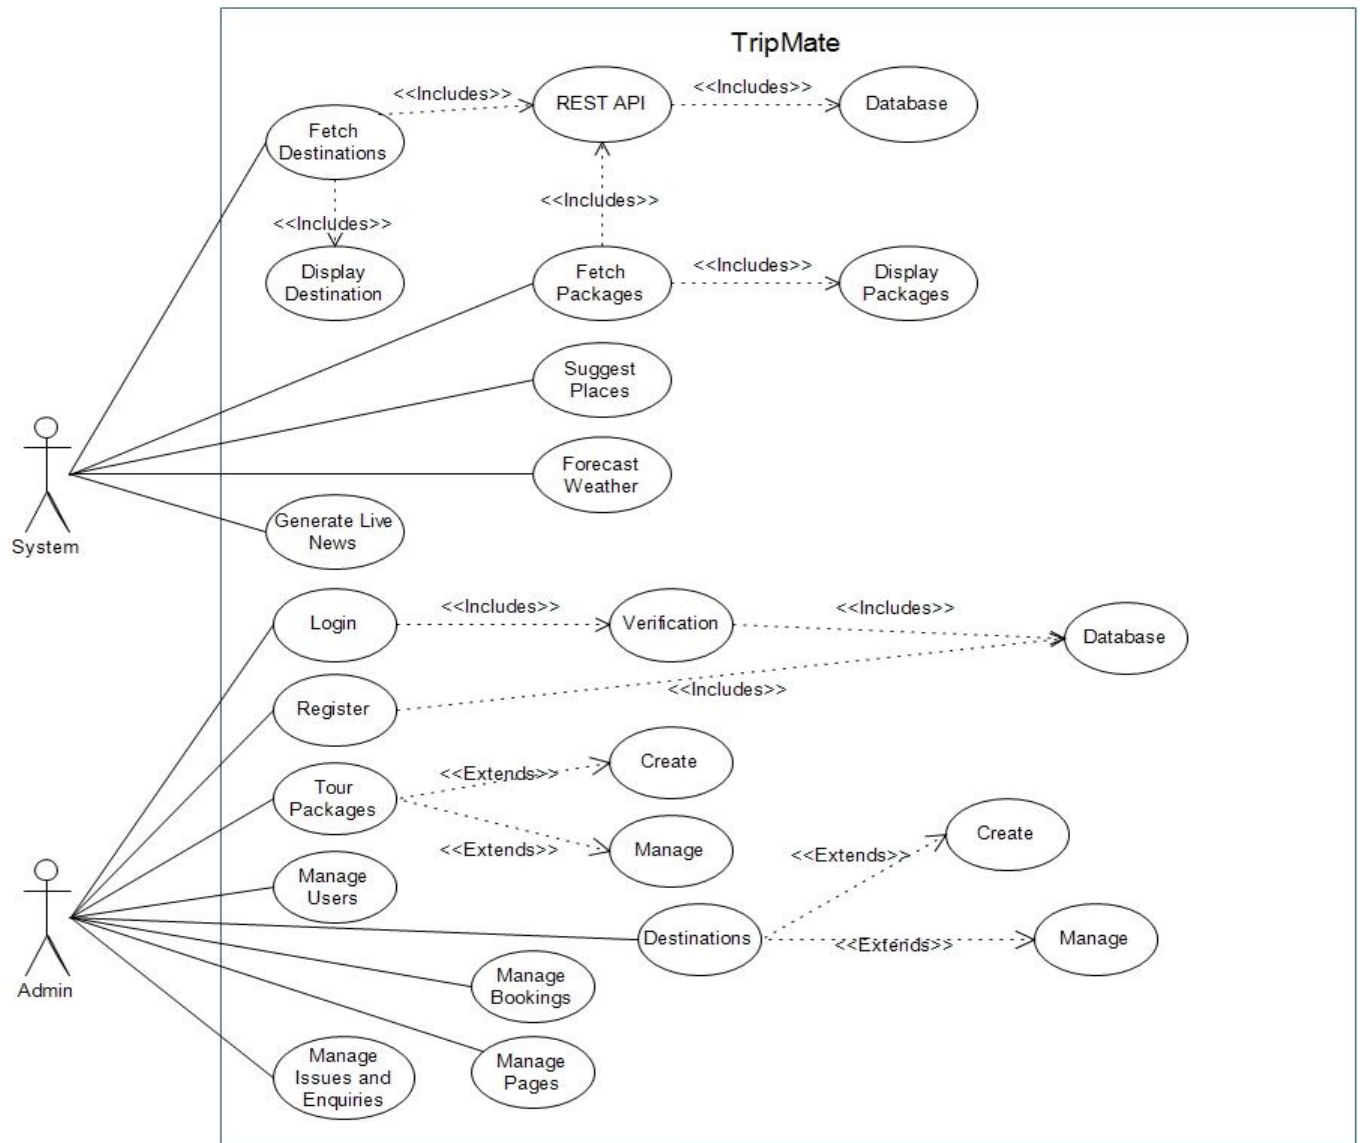 TripMate
<<Includes>>
REST API
<<Includes>>
Database
Fetch
Destinations
<<Includes>>
<<Includes>>
Display
Destination
Fetch
Packages
<<Includes>>
Display
Packages
Suggest
Places
Forecast
Weather
System
Generate Live
News
Login
<<Includes>>
Verification
<<Includes>>
Database
Register
<<Includes>>
Tour
Packages
<<Extends>>
Create
<<Extends>>
Manage
Create
<<Extends>>
Manage
Users
Destinations
<<Extends>>
Manage
Admin
Manage
Bookings
Manage
Issues and
Enquiries
Manage
Pages